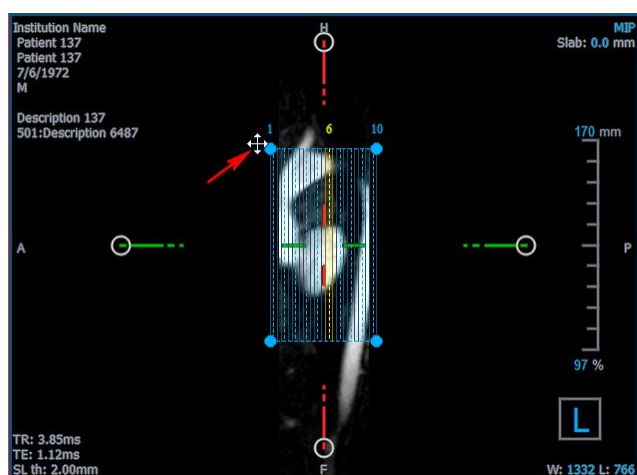 Institution Name
Patient 137
Patient 137
7/6/1972
M
Description 137
501:Description 6487
H
MIP
Slab: 0.0 mm
1 6 10
170 mm
A
P
97 %
L
TR: 3.85ms
TE: 1.12ms
SL th: 2.00mm
F
W: 1332 L: 766